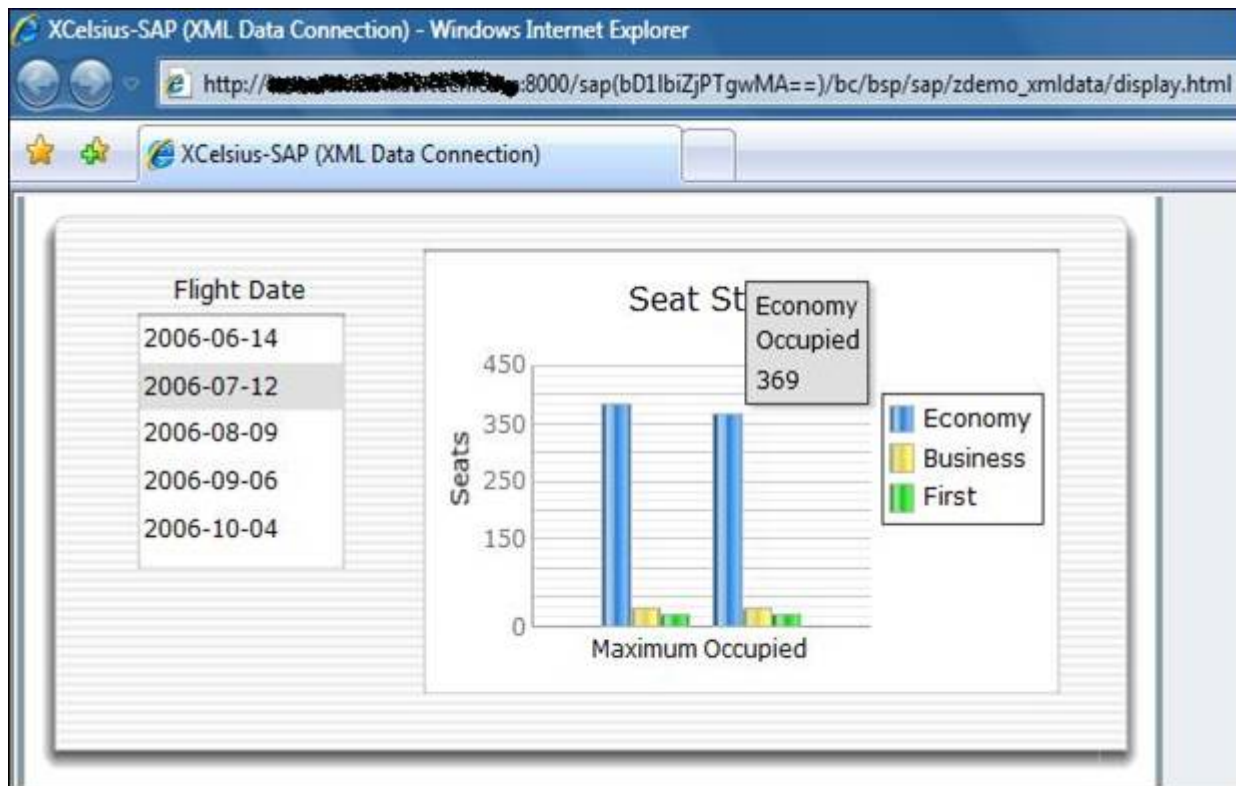 XCelsius-SAP (XML Data Connection) - Windows Internet Explorer
http:// :8000/sap(bD1lbiZjPTgwMA==)/bc/bsp/sap/zdemo_xmldata/display.html
XCelsius-SAP (XML Data Connection)
Flight Date
2006-06-14
2006-07-12
2006-08-09
2006-09-06
2006-10-04
Seat St
Economy
Occupied
369
450
350
250
150
0
Seats
Maximum Occupied
Economy
Business
First